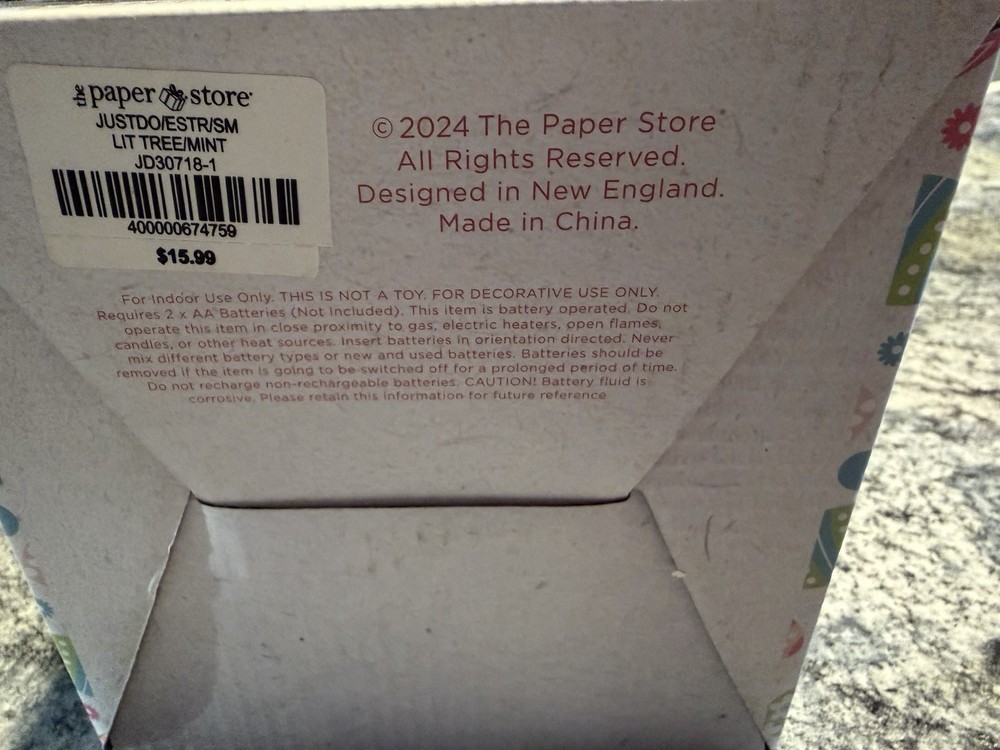 the paper store
JUSTDO/ESTR/SM
LIT TREE/MINT
JD30718-1
400000674759
$15.99
© 2024 The Paper Store
All Rights Reserved.
Designed in New England.
Made in China.
For Indoor Use Only. THIS IS NOT A TOY. FOR DECORATIVE USE ONLY.
Requires 2 x AA Batteries (Not Included). This item is battery operated. Do not
operate this item in close proximity to gas, electric heaters, open flames,
candles, or other heat sources. Insert batteries in orientation directed. Never
mix different battery types or new and used batteries. Batteries should be
removed if the item is going to be switched off for a prolonged period of time.
Do not recharge non-rechargeable batteries. CAUTION! Battery fluid is
corrosive. Please retain this information for future reference